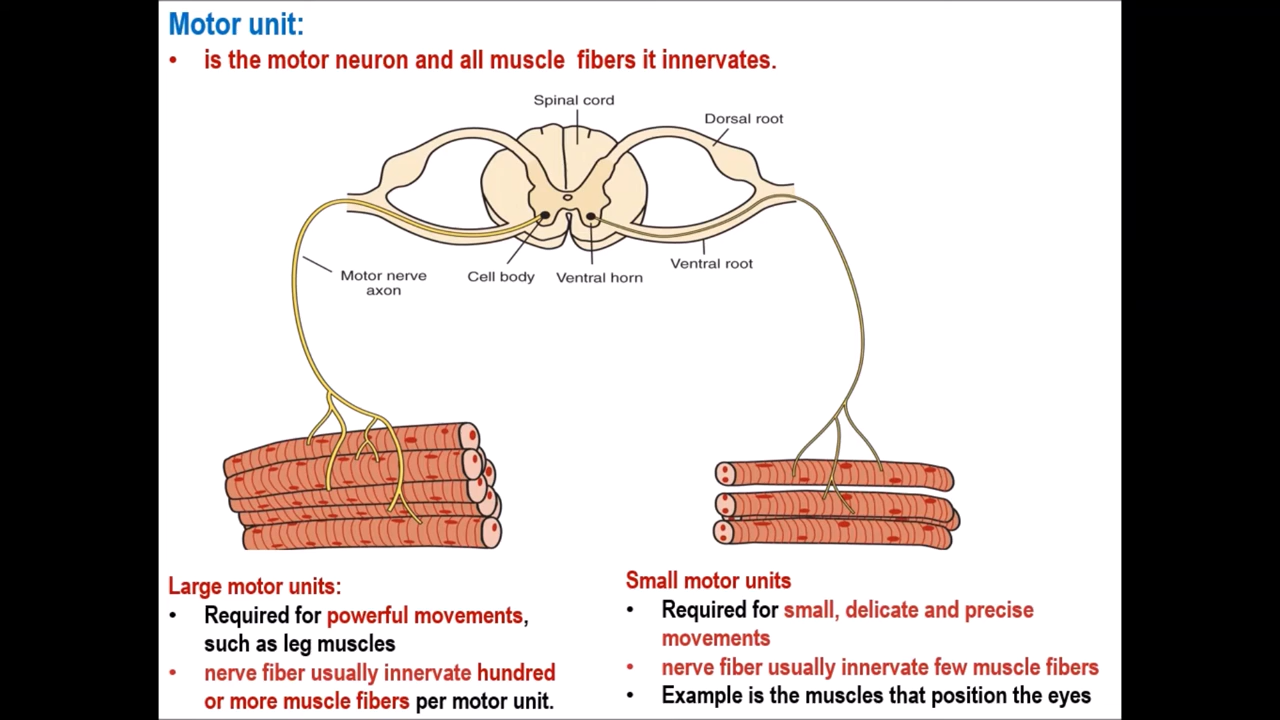 Motor unit:
• is the motor neuron and all muscle fibers it innervates.
Spinal cord
Dorsal root
Motor nerve
axon
Cell body
Ventral horn
Ventral root
Large motor units:
• Required for powerful movements,
such as leg muscles
• nerve fiber usually innervate hundred
or more muscle fibers per motor unit.
Small motor units
• Required for small, delicate and precise
movements
• nerve fiber usually innervate few muscle fibers
• Example is the muscles that position the eyes